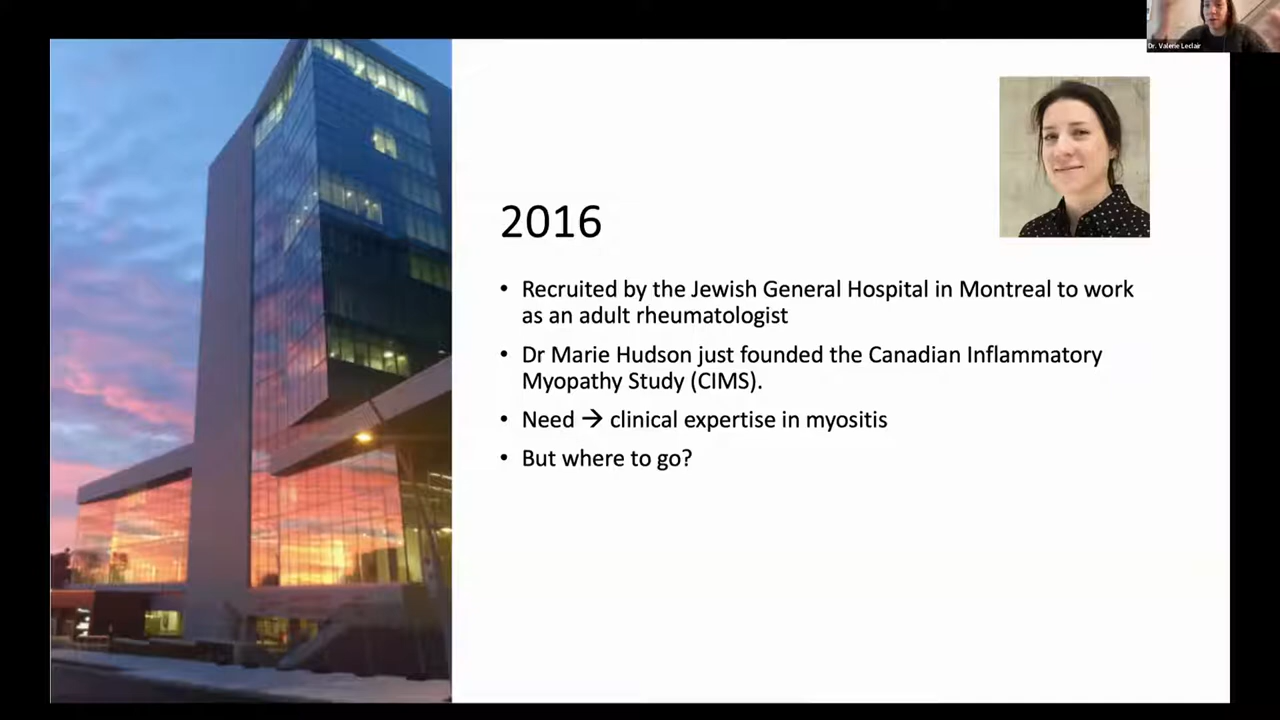 Dr. Valerie Leclair
2016
• Recruited by the Jewish General Hospital in Montreal to work
as an adult rheumatologist
• Dr Marie Hudson just founded the Canadian Inflammatory
Myopathy Study (CIMS).
• Need → clinical expertise in myositis
• But where to go?